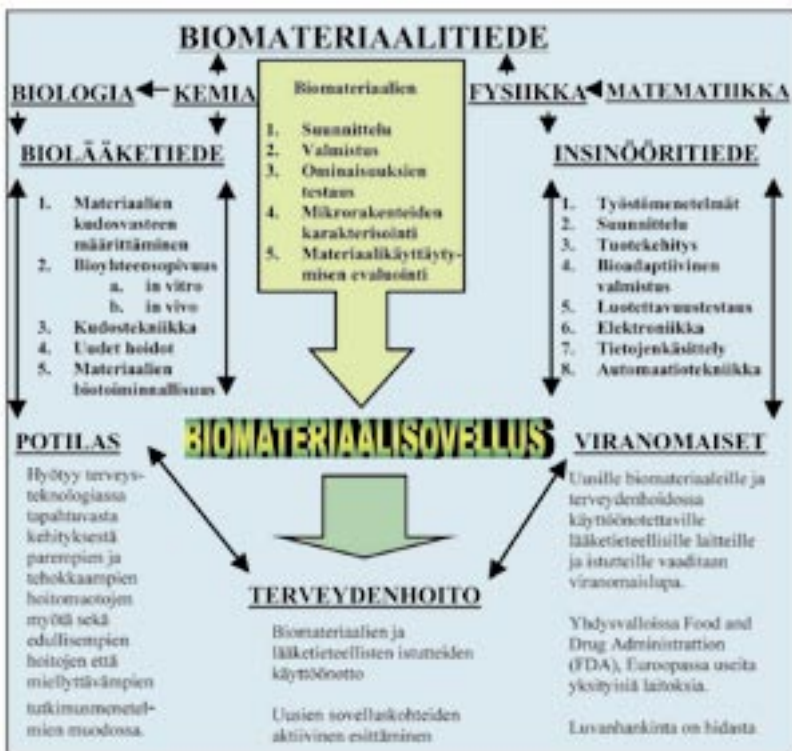 BIOMATERIAALITIEDE
BIOLOGIA
KEMIA
FYSIIKKA
MATEMATIIKKA
Biomateriaalien
1. Suunnittelu
2. Valmistus
3. Ominaisuuksien
testaus
4. Mikrorakenteiden
karakterisointi
5. Materiaalikäyttäyty-
misen evaluointi
BIOLÄÄKETIEDE
1. Materiaalien
kudosvasteen
määrittäminen
2. Bioyhteensopivuus
a. in vitro
b. in vivo
3. Kudostekniikka
4. Uudet hoidot
5. Materiaalien
biotoiminnallisuus
INSINÖÖRITIEDE
1. Työstömenetelmät
2. Suunnittelu
3. Tuotekehitys
4. Bioadaptiivinen
valmistus
5. Luotettavuustestaus
6. Elektroniikka
7. Tietojenkäsittely
8. Automaatiotekniikka
BIOMATERIAALISOVELLUS
POTILAS
Hyötyy terveys-
teknologiassa
tapahtuvasta
kehityksestä
parempien ja
tehokkaampien
hoitomuotojen
myötä sekä
edullisempien
hoitojen että
miellyttävämpien
tutkimusmenetel-
mien muodossa.
TERVEYDENHOITO
Biomateriaalien ja
lääketieteellisten istutteiden
käyttöönotto
Uusien sovelluskohteiden
aktiivinen esittäminen
VIRANOMAISET
Uusille biomateriaaleille ja
terveydenhoidossa
käyttöönotettaville
lääketieteellisille laitteille
ja istutteille vaaditaan
viranomaislupa.
Yhdysvalloissa Food and
Drug Administrattion
(FDA), Euroopassa useita
yksityisiä laitoksia.
Luvanhankinta on hidasta